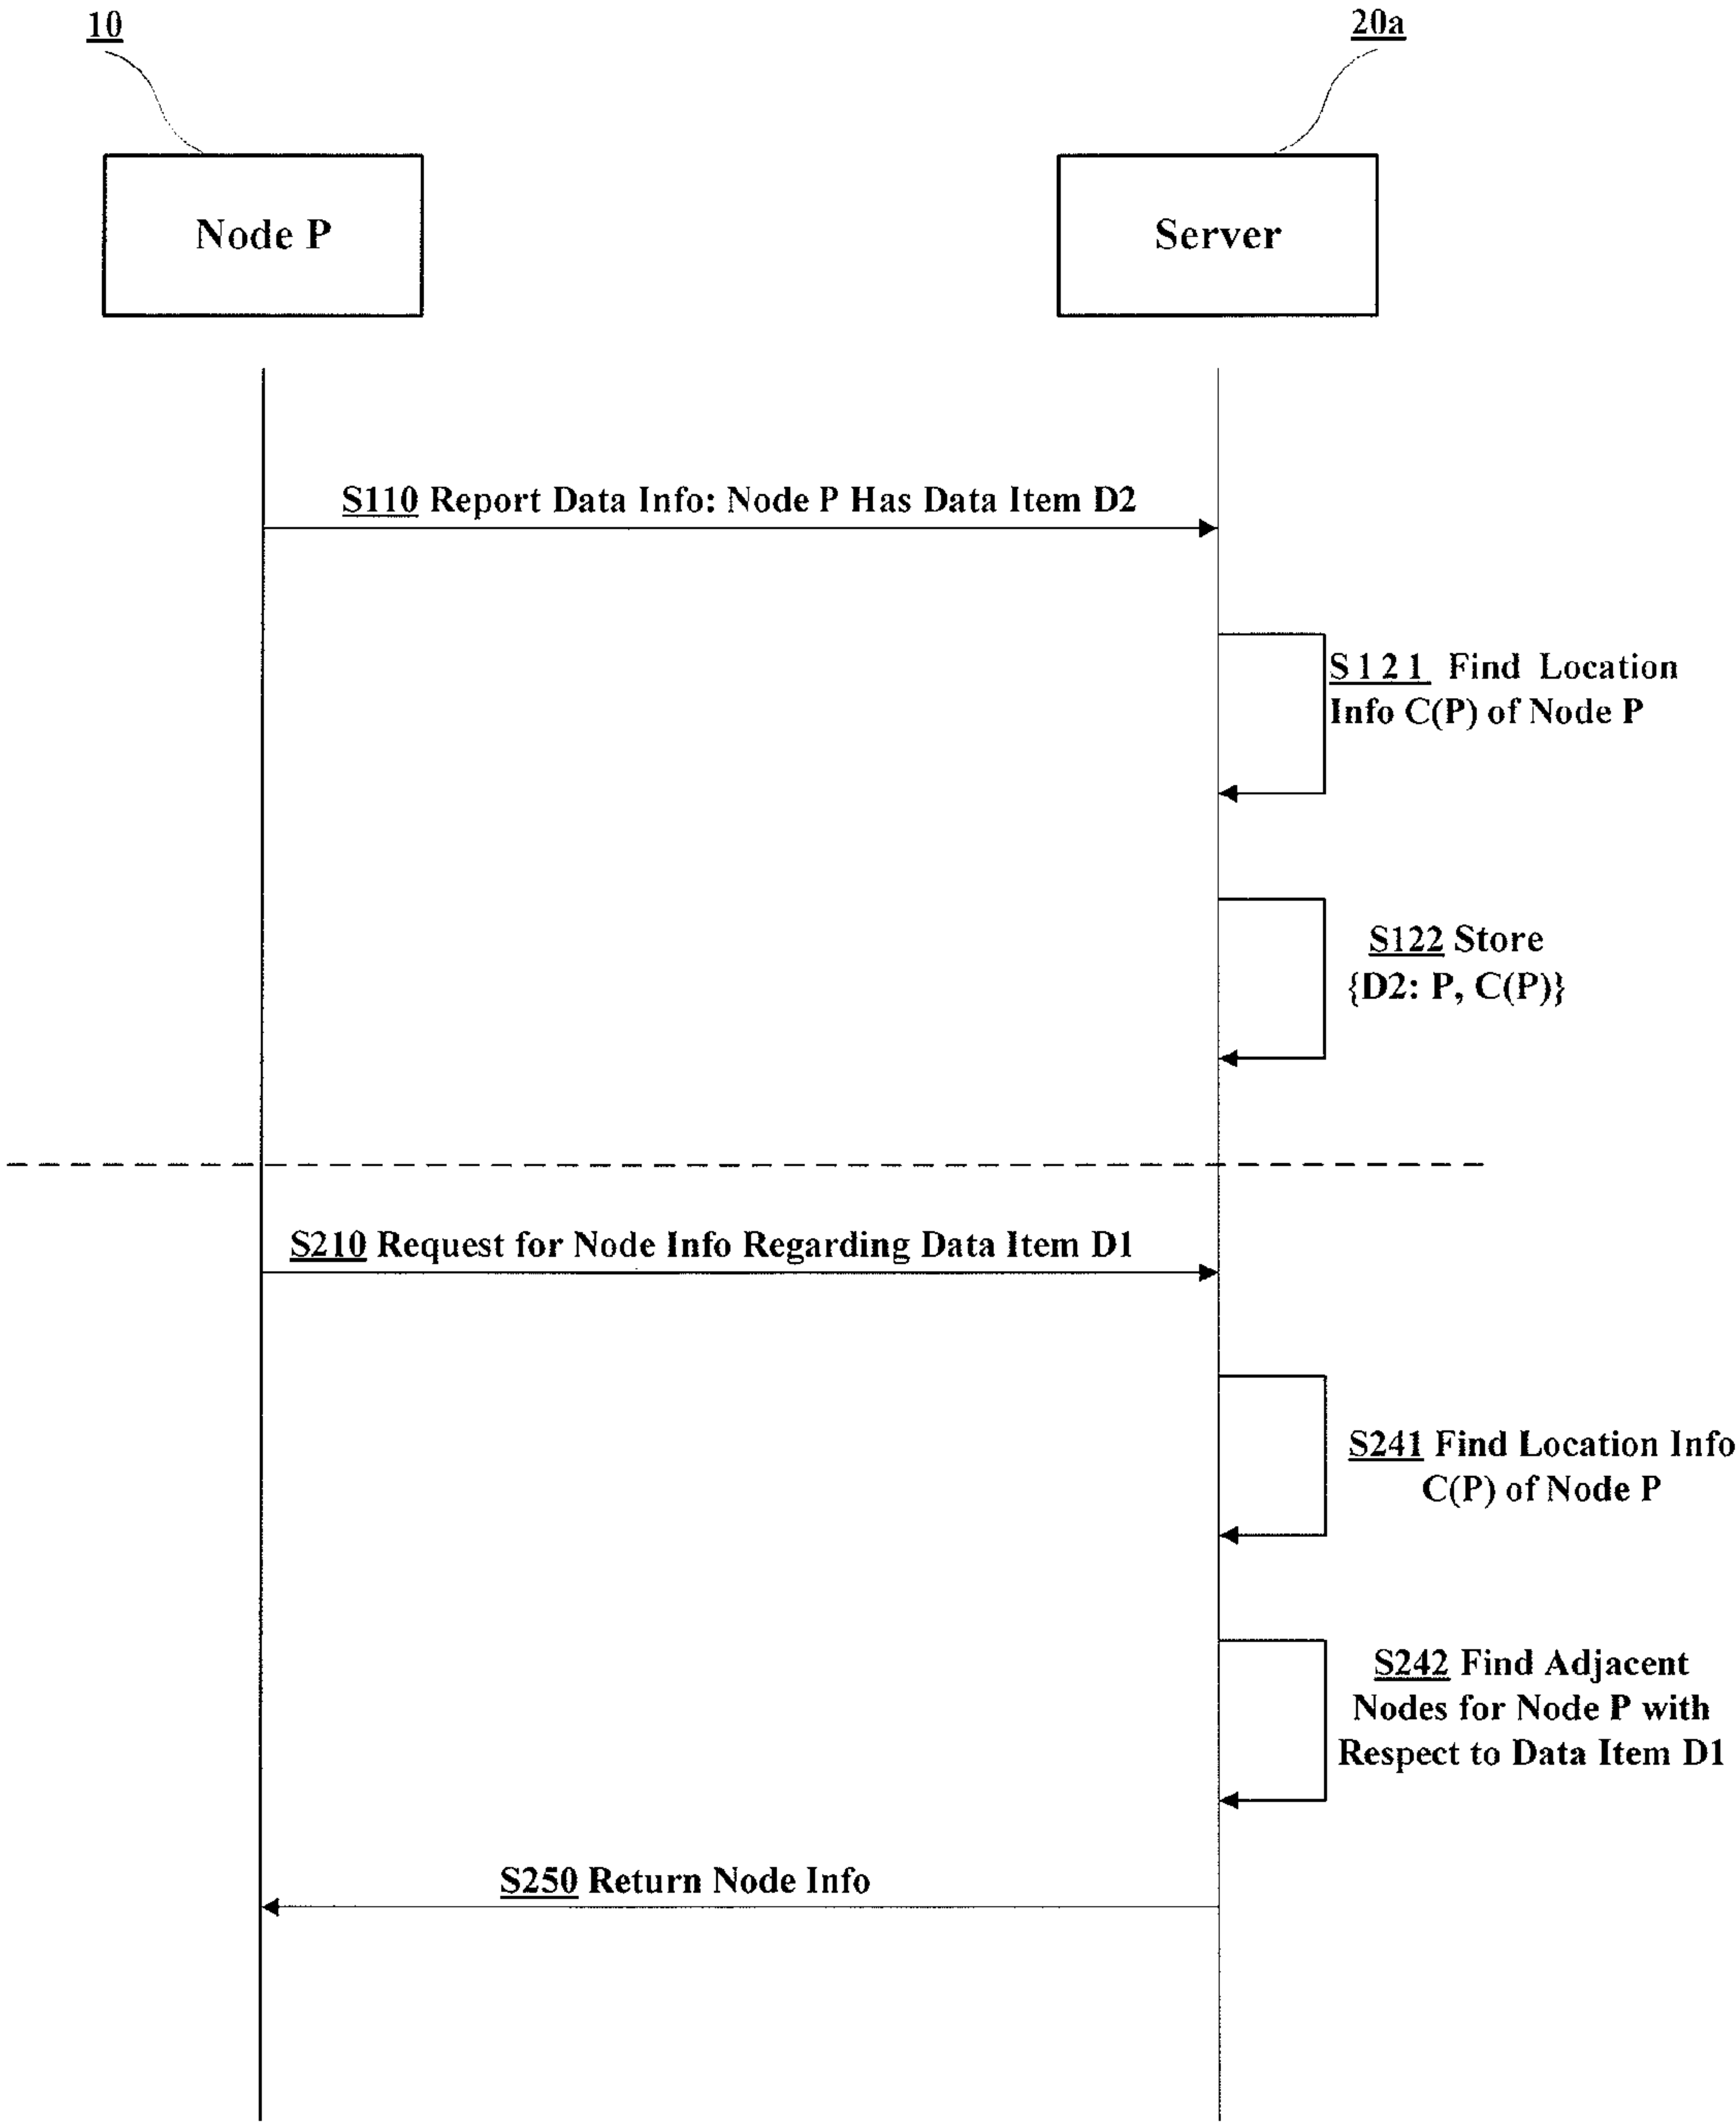 10
20a
Node P
Server
S110 Report Data Info: Node P Has Data Item D2
S121 Find Location
Info C(P) of Node P
S122 Store
{D2: P, C(P)}
S210 Request for Node Info Regarding Data Item D1
S241 Find Location Info
C(P) of Node P
S242 Find Adjacent
Nodes for Node P with
Respect to Data Item D1
S250 Return Node Info